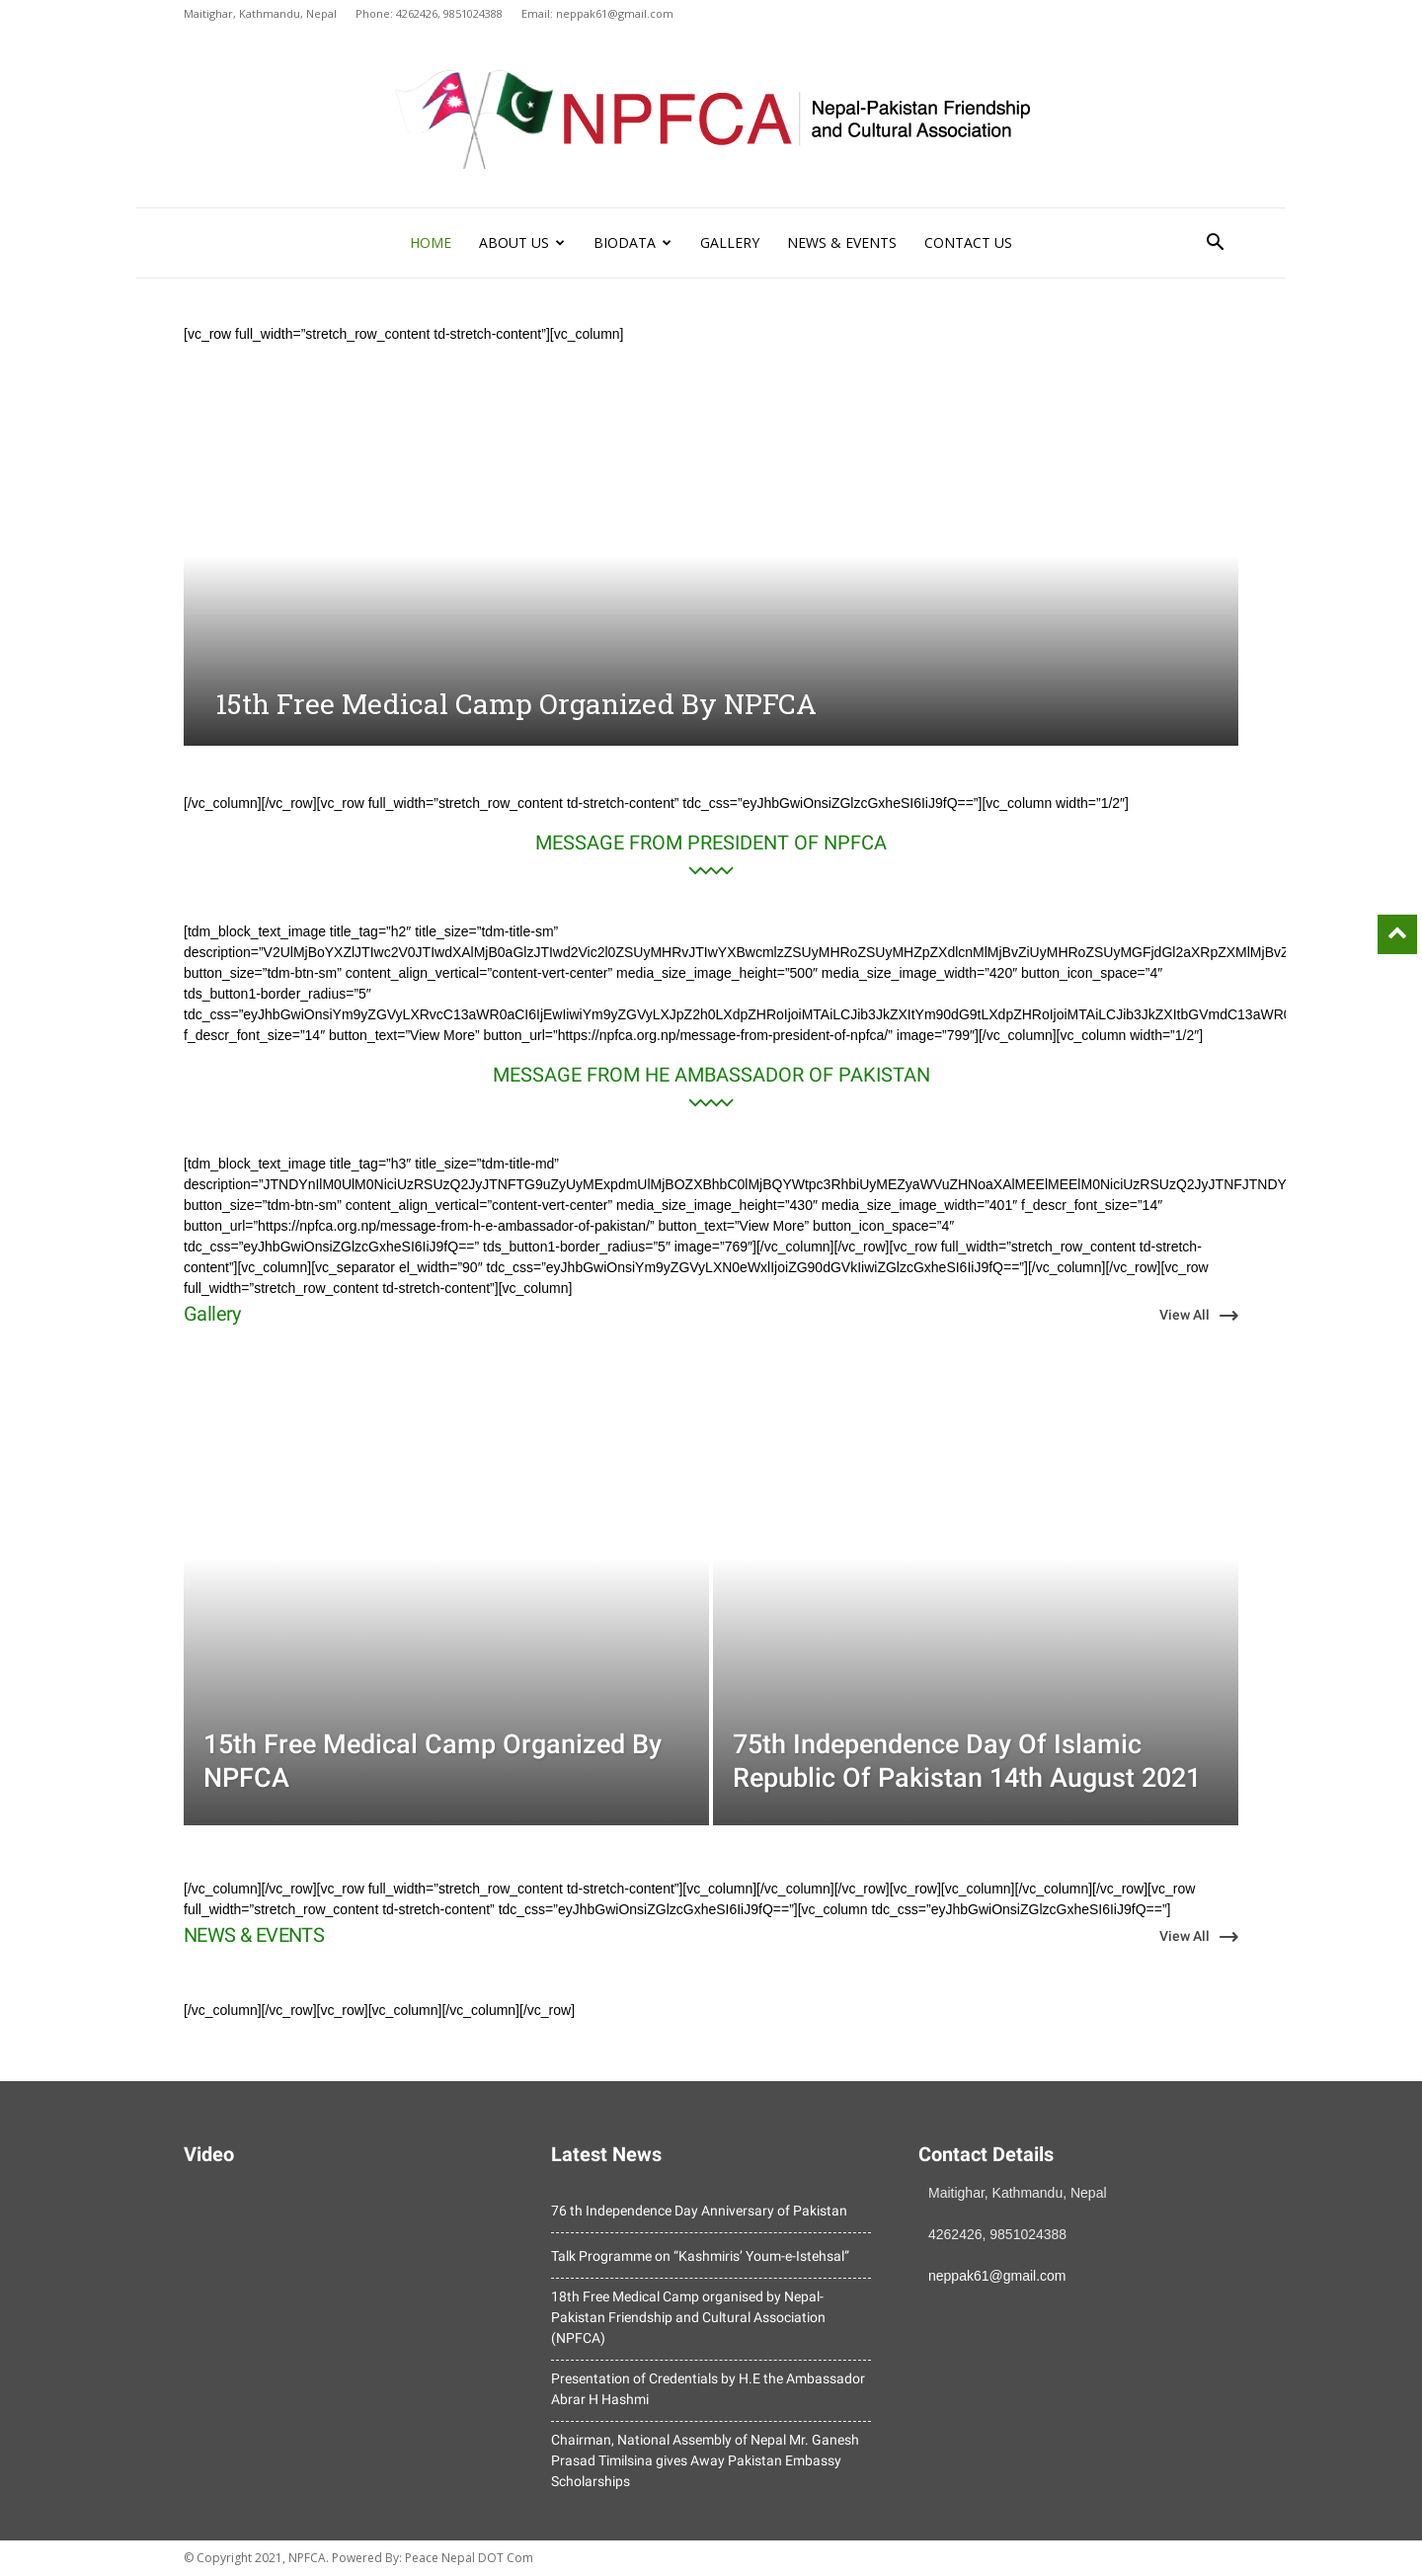 Maitighar, Kathmandu, Nepal Phone: 4262426, 9851024388 Email: neppak61@gmail.com
NPFCA
Nepal-Pakistan Friendship
and Cultural Association
HOME ABOUT US BIODATA GALLERY NEWS & EVENTS CONTACT US
[vc_row full_width=”stretch_row_content td-stretch-content”][vc_column]
15th Free Medical Camp Organized By NPFCA
[/vc_column][/vc_row][vc_row full_width=”stretch_row_content td-stretch-content” tdc_css=”eyJhbGwiOnsiZGlzcGxheSI6IiJ9fQ==”][vc_column width=”1/2″]
MESSAGE FROM PRESIDENT OF NPFCA
[tdm_block_text_image title_tag=”h2″ title_size=”tdm-title-sm”
description=”V2UlMjBoYXZlJTIwc2V0JTIwdXAlMjB0aGlzJTIwd2Vic2l0ZSUyMHRvJTIwYXBwcmlzZSUyMHRoZSUyMHZpZXdlcnMlMjBvZiUyMHRoZSUyMGFjdGl2aXRpZXMlMjBvZ
button_size=”tdm-btn-sm” content_align_vertical=”content-vert-center” media_size_image_height=”500″ media_size_image_width=”420″ button_icon_space=”4″
tds_button1-border_radius=”5″
tdc_css=”eyJhbGwiOnsiYm9yZGVyLXRvcC13aWR0aCI6IjEwIiwiYm9yZGVyLXJpZ2h0LXdpZHRoIjoiMTAiLCJib3JkZXItYm90dG9tLXdpZHRoIjoiMTAiLCJib3JkZXItbGVmdC13aWR0
f_descr_font_size=”14″ button_text=”View More” button_url=”https://npfca.org.np/message-from-president-of-npfca/” image=”799″][/vc_column][vc_column width=”1/2″]
MESSAGE FROM HE AMBASSADOR OF PAKISTAN
[tdm_block_text_image title_tag=”h3″ title_size=”tdm-title-md”
description=”JTNDYnIlM0UlM0NiciUzRSUzQ2JyJTNFTG9uZyUyMExpdmUlMjBOZXBhbC0lMjBQYWtpc3RhbiUyMEZyaWVuZHNoaXAlMEElMEElM0NiciUzRSUzQ2JyJTNFJTNDY
button_size=”tdm-btn-sm” content_align_vertical=”content-vert-center” media_size_image_height=”430″ media_size_image_width=”401″ f_descr_font_size=”14″
button_url=”https://npfca.org.np/message-from-h-e-ambassador-of-pakistan/” button_text=”View More” button_icon_space=”4″
tdc_css=”eyJhbGwiOnsiZGlzcGxheSI6IiJ9fQ==” tds_button1-border_radius=”5″ image=”769″][/vc_column][/vc_row][vc_row full_width=”stretch_row_content td-stretch-
content”][vc_column][vc_separator el_width=”90″ tdc_css=”eyJhbGwiOnsiYm9yZGVyLXN0eWxlIjoiZG90dGVkIiwiZGlzcGxheSI6IiJ9fQ==”][/vc_column][/vc_row][vc_row
full_width=”stretch_row_content td-stretch-content”][vc_column]
Gallery View All
15th Free Medical Camp Organized By
NPFCA
75th Independence Day Of Islamic
Republic Of Pakistan 14th August 2021
[/vc_column][/vc_row][vc_row full_width=”stretch_row_content td-stretch-content”][vc_column][/vc_column][/vc_row][vc_row][vc_column][/vc_column][/vc_row][vc_row
full_width=”stretch_row_content td-stretch-content” tdc_css=”eyJhbGwiOnsiZGlzcGxheSI6IiJ9fQ==”][vc_column tdc_css=”eyJhbGwiOnsiZGlzcGxheSI6IiJ9fQ==”]
NEWS & EVENTS View All
[/vc_column][/vc_row][vc_row][vc_column][/vc_column][/vc_row]
Video
Latest News
76 th Independence Day Anniversary of Pakistan
Talk Programme on “Kashmiris’ Youm-e-Istehsal”
18th Free Medical Camp organised by Nepal-
Pakistan Friendship and Cultural Association
(NPFCA)
Presentation of Credentials by H.E the Ambassador
Abrar H Hashmi
Chairman, National Assembly of Nepal Mr. Ganesh
Prasad Timilsina gives Away Pakistan Embassy
Scholarships
Contact Details
Maitighar, Kathmandu, Nepal
4262426, 9851024388
neppak61@gmail.com
© Copyright 2021, NPFCA. Powered By: Peace Nepal DOT Com